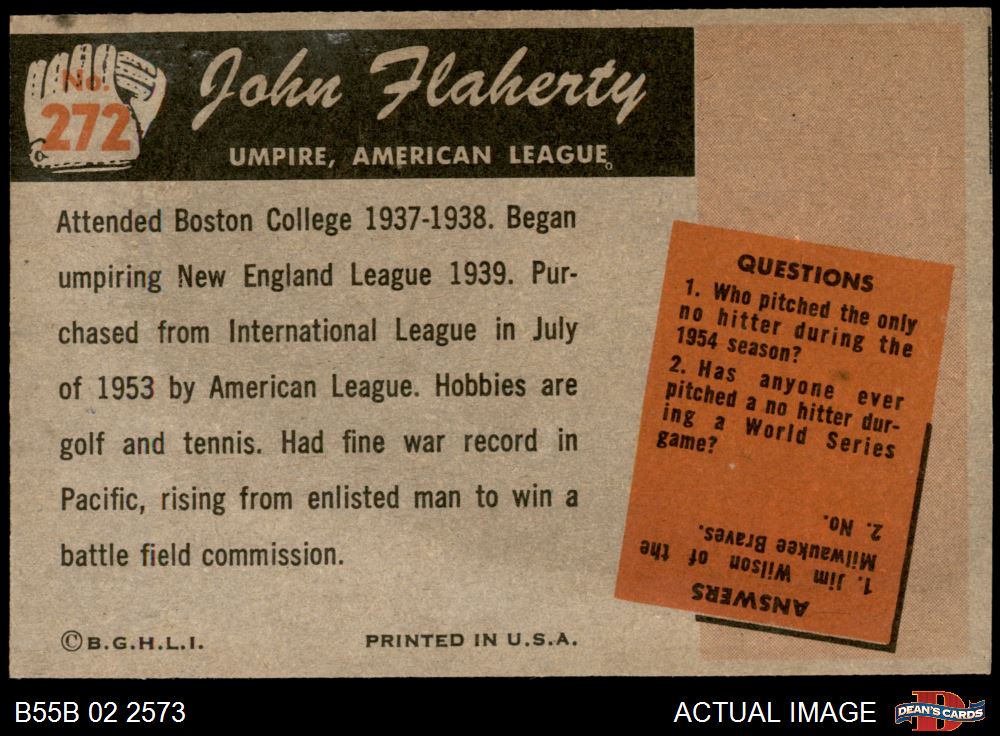 No.
272
John Flaherty
UMPIRE, AMERICAN LEAGUE
Attended Boston College 1937-1938. Began
umpiring New England League 1939. Pur-
chased from International League in July
of 1953 by American League. Hobbies are
golf and tennis. Had fine war record in
Pacific, rising from enlisted man to win a
battle field commission.
©B.G.H.L.I.
PRINTED IN U.S.A.
QUESTIONS
1. Who pitched the only
no hitter during the
1954 season?
2. Has anyone ever
pitched a no hitter dur-
ing a World Series
game?
ANSWERS
1. Jim Wilson of the
Milwaukee Braves.
2. No.
B55B 02 2573
ACTUAL IMAGE
DEAN'S CARDS